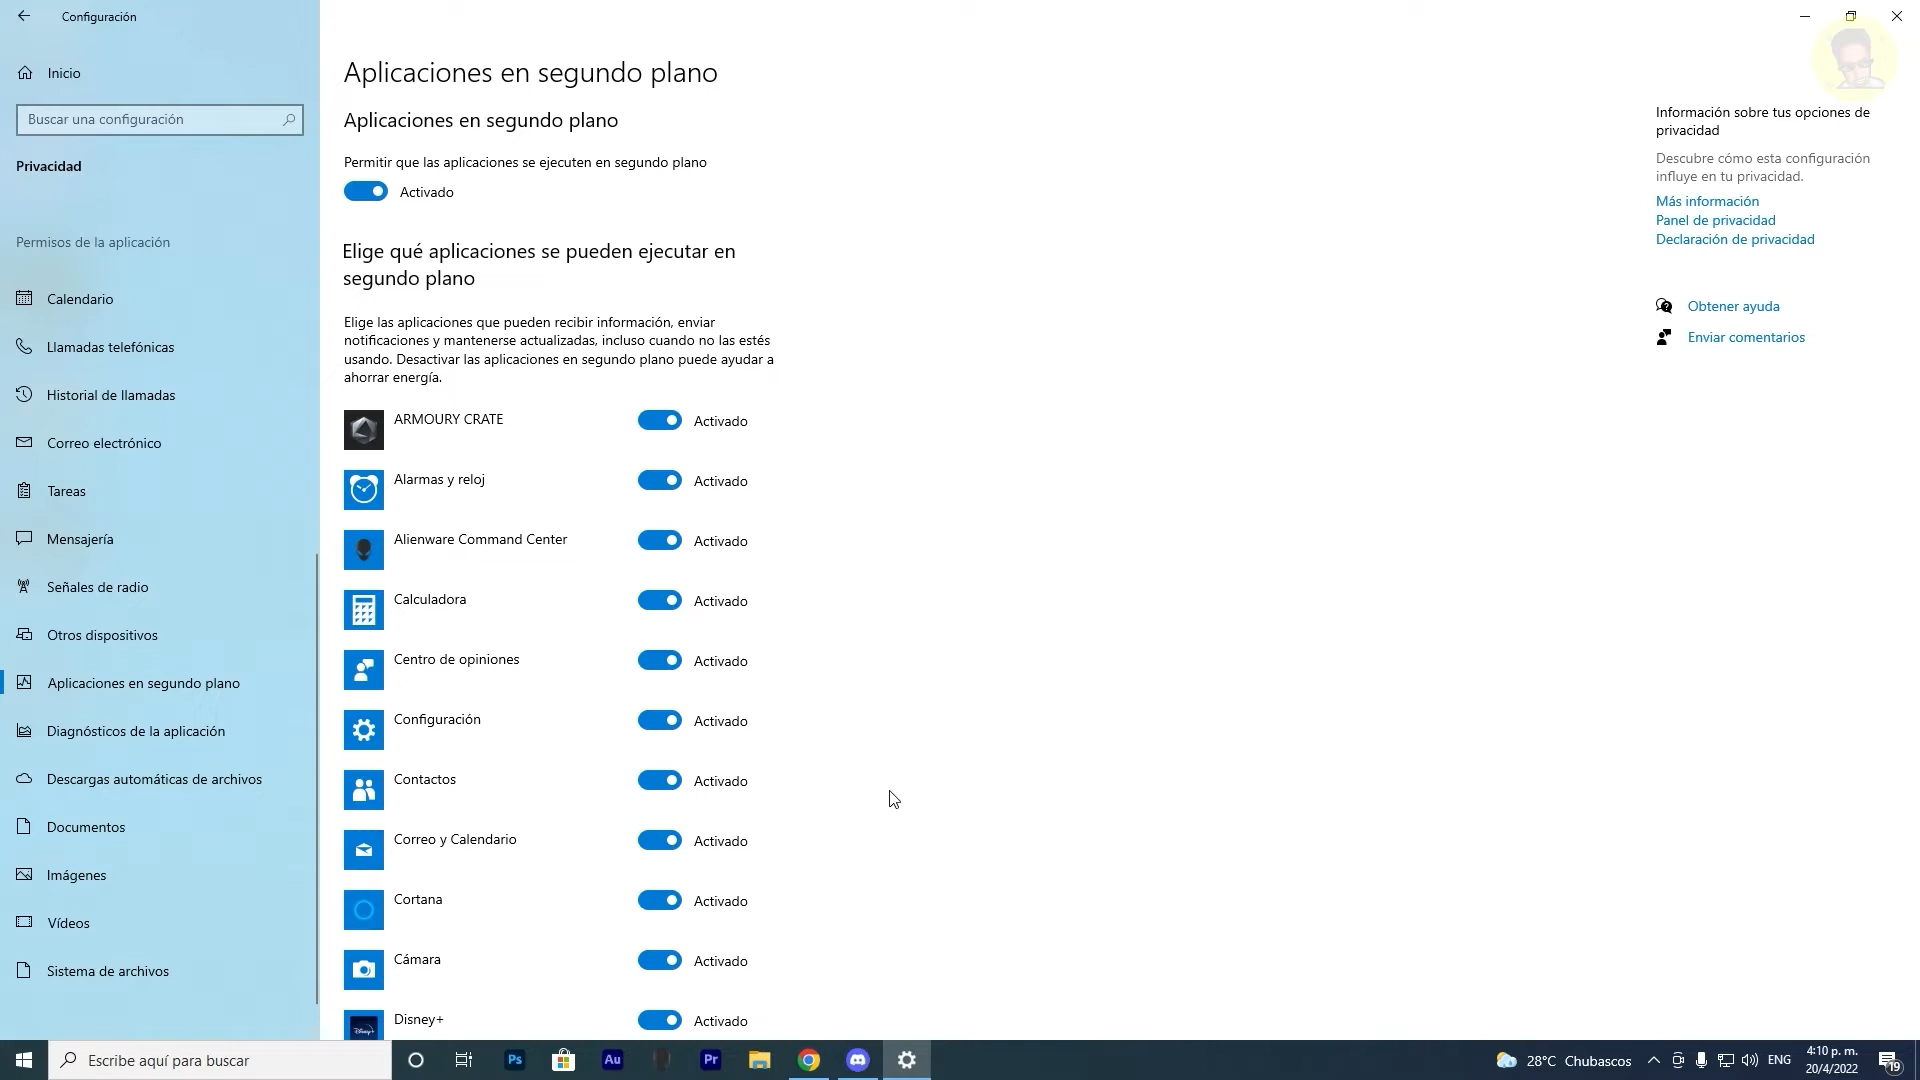 Configuración
Inicio
Buscar una configuración
Privacidad
Permisos de la aplicación
Calendario
Llamadas telefónicas
Historial de llamadas
Correo electrónico
Tareas
Mensajería
Señales de radio
Otros dispositivos
Aplicaciones en segundo plano
Diagnósticos de la aplicación
Descargas automáticas de archivos
Documentos
Imágenes
Vídeos
Sistema de archivos
Aplicaciones en segundo plano
Aplicaciones en segundo plano
Permitir que las aplicaciones se ejecuten en segundo plano
Activado
Elige qué aplicaciones se pueden ejecutar en
segundo plano
Elige las aplicaciones que pueden recibir información, enviar
notificaciones y mantenerse actualizadas, incluso cuando no las estés
usando. Desactivar las aplicaciones en segundo plano puede ayudar a
ahorrar energía.
ARMOURY CRATE Activado
Alarmas y reloj Activado
Alienware Command Center Activado
Calculadora Activado
Centro de opiniones Activado
Configuración Activado
Contactos Activado
Correo y Calendario Activado
Cortana Activado
Cámara Activado
Disney+ Activado
Disney+
Información sobre tus opciones de
privacidad
Descubre cómo esta configuración
influye en tu privacidad.
Más información
Panel de privacidad
Declaración de privacidad
Obtener ayuda
Enviar comentarios
Escribe aquí para buscar
Ps
Au
Pr
28°C Chubascos
ENG
4:10 p. m.
20/4/2022
19